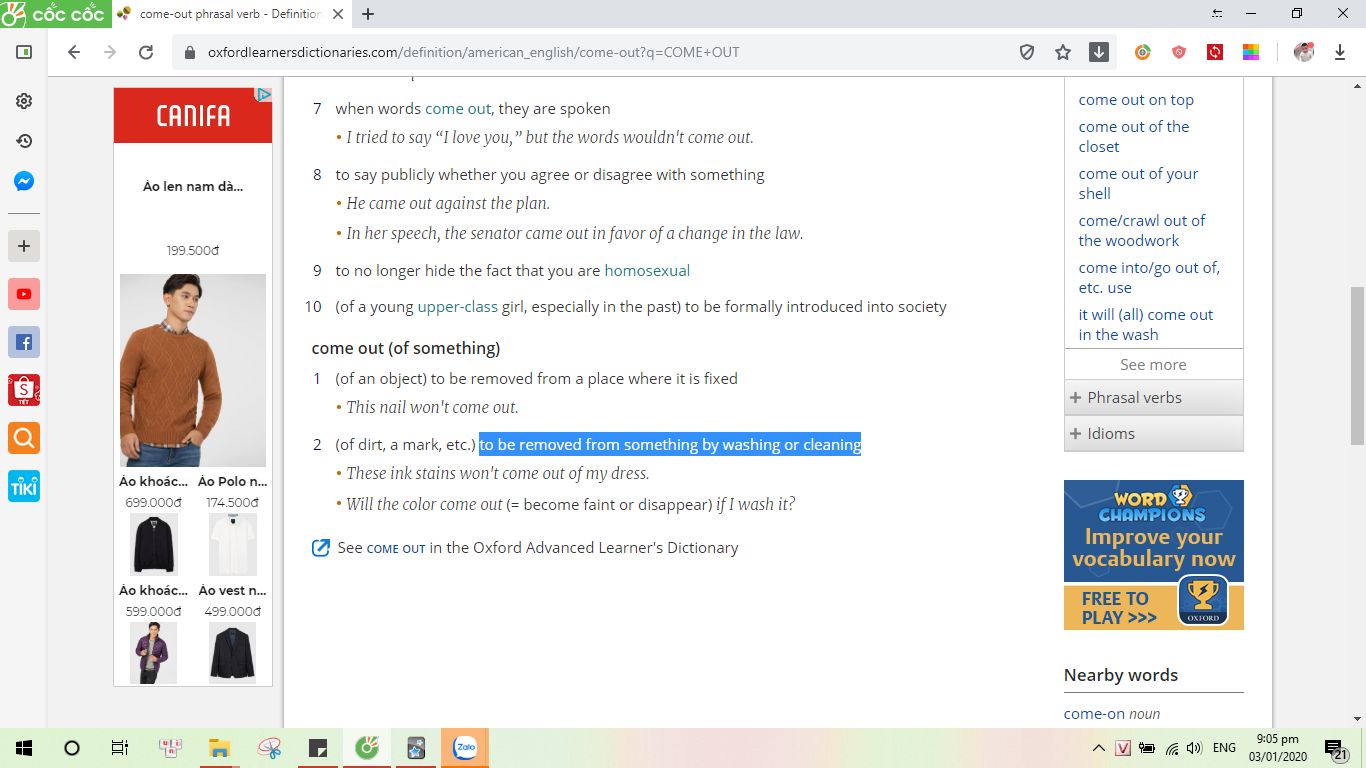 cốc cốc
come-out phrasal verb - Definition
oxfordlearnersdictionaries.com/definition/american_english/come-out?q=COME+OUT
CANIFA
Áo len nam dà...
199.500đ
Áo khoác...
Áo Polo n...
699.000đ
174.500đ
Áo khoác...
Áo vest n...
599.000đ
499.000đ
TẾT
TIKI
7 when words come out, they are spoken
• I tried to say “I love you,” but the words wouldn't come out.
8 to say publicly whether you agree or disagree with something
• He came out against the plan.
• In her speech, the senator came out in favor of a change in the law.
9 to no longer hide the fact that you are homosexual
10 (of a young upper-class girl, especially in the past) to be formally introduced into society
come out (of something)
1 (of an object) to be removed from a place where it is fixed
• This nail won't come out.
2 (of dirt, a mark, etc.) to be removed from something by washing or cleaning
• These ink stains won't come out of my dress.
• Will the color come out (= become faint or disappear) if I wash it?
See COME OUT in the Oxford Advanced Learner's Dictionary
come out on top
come out of the
closet
come out of your
shell
come/crawl out of
the woodwork
come into/go out of,
etc. use
it will (all) come out
in the wash
See more
+ Phrasal verbs
+ Idioms
WORD
CHAMPIONS
Improve your
vocabulary now
FREE TO
PLAY >>>
OXFORD
Nearby words
come-on noun
Zalo
V
ENG
9:05 pm
03/01/2020
21